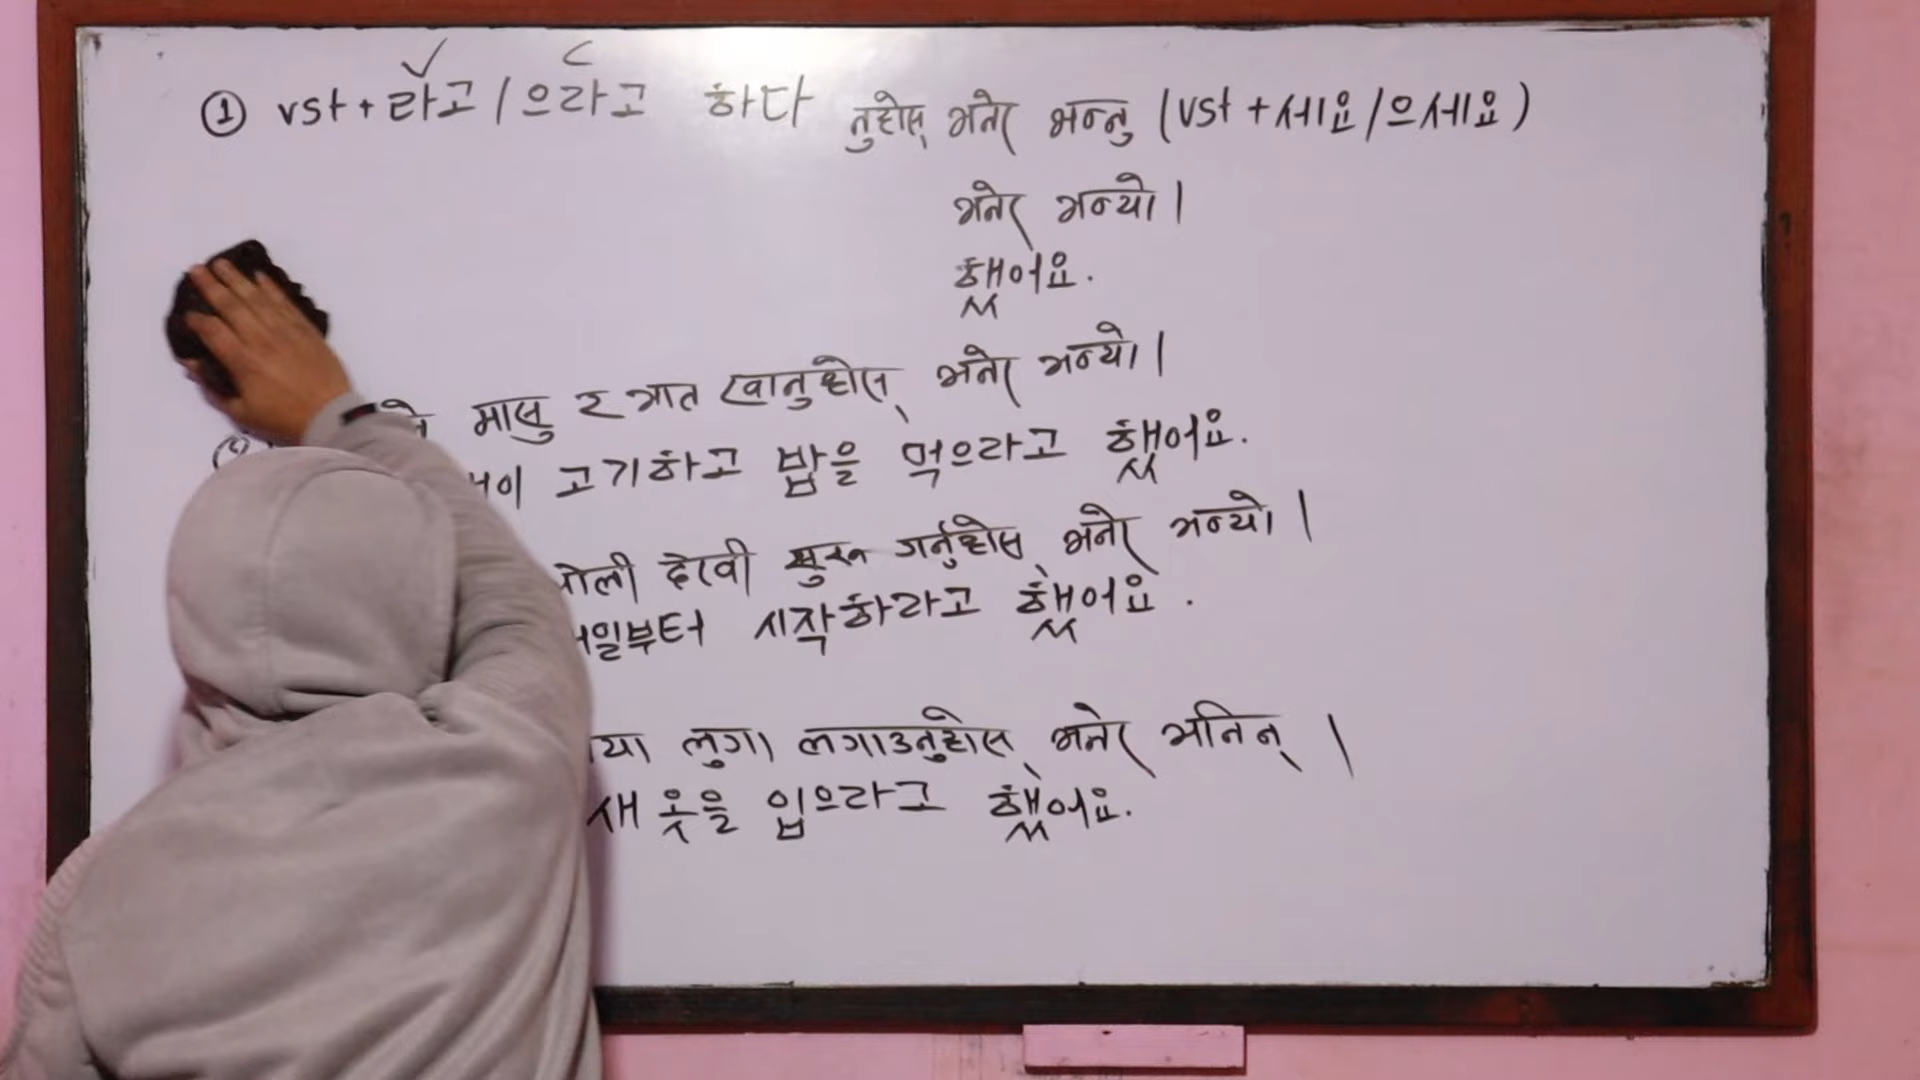 ① vst + 라고 / 으라고 하다 नुहोस् भनेर भन्नु (vst + 세요/으세요)
भनेर भन्यो।
했어요.
मासु र भात खानुहोस् भनेर भन्यो।
고기하고 밥을 먹으라고 했어요.
देखी सुरु गर्नुहोस् भनेर भन्यो।
일부터 시작하라고 했어요.
लुगा लगाउनुहोस् भनेर भनिन् ।
새 옷을 입으라고 했어요.